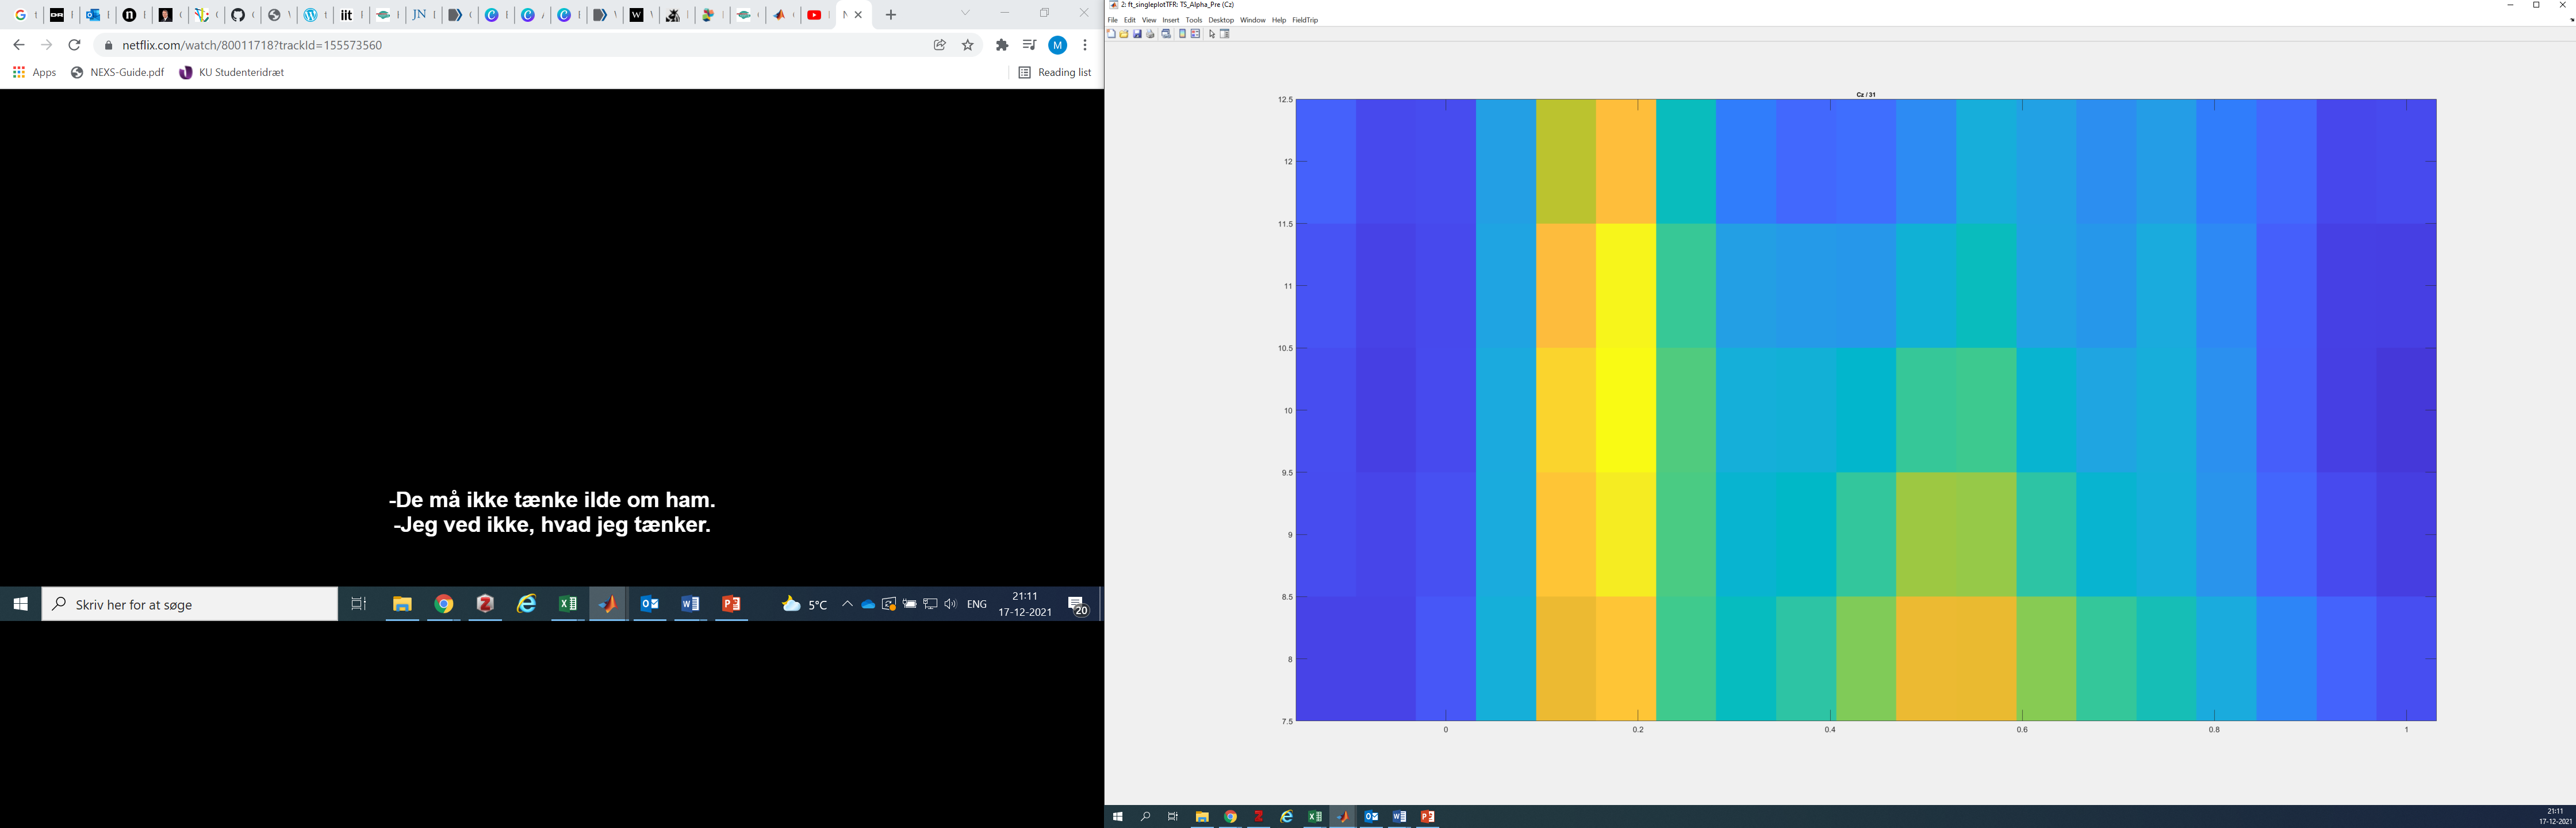 netflix.com/watch/80011718?trackId=155573560
M
Apps
NEXS-Guide.pdf
KU Studenteridræt
Reading list
-De må ikke tænke ilde om ham.
-Jeg ved ikke, hvad jeg tænker.
Skriv her for at søge
5°C
ENG
21:11
17-12-2021
20
2: ft_singleplotTFR: TS_Alpha_Pre (Cz)
File Edit View Insert Tools Desktop Window Help FieldTrip
Cz / 31
12.5
12
11.5
11
10.5
10
9.5
9
8.5
8
7.5
0 0.2 0.4 0.6 0.8 1
21:11
17-12-2021